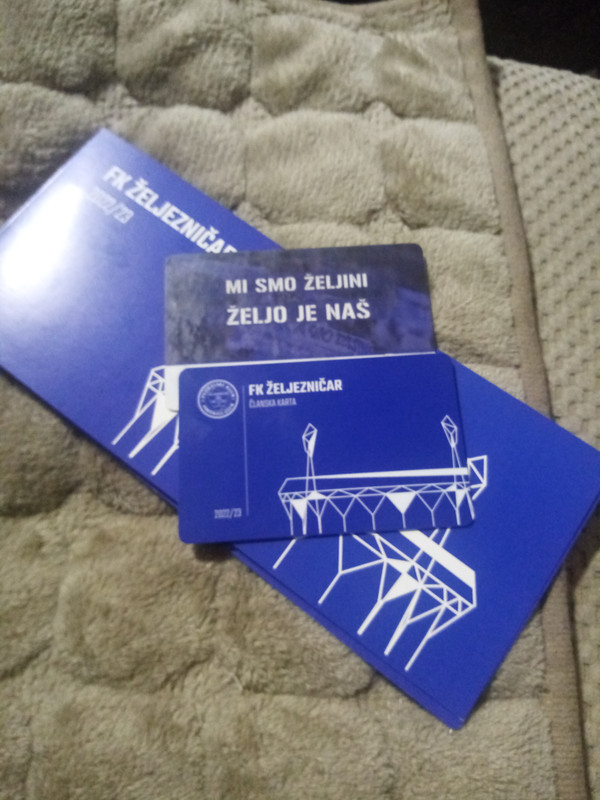 FK ŽELJEZNIČAR
2022/23
MI SMO ŽELJINI
ŽELJO JE NAŠ
FK ŽELJEZNIČAR
ČLANSKA KARTA
2022/23